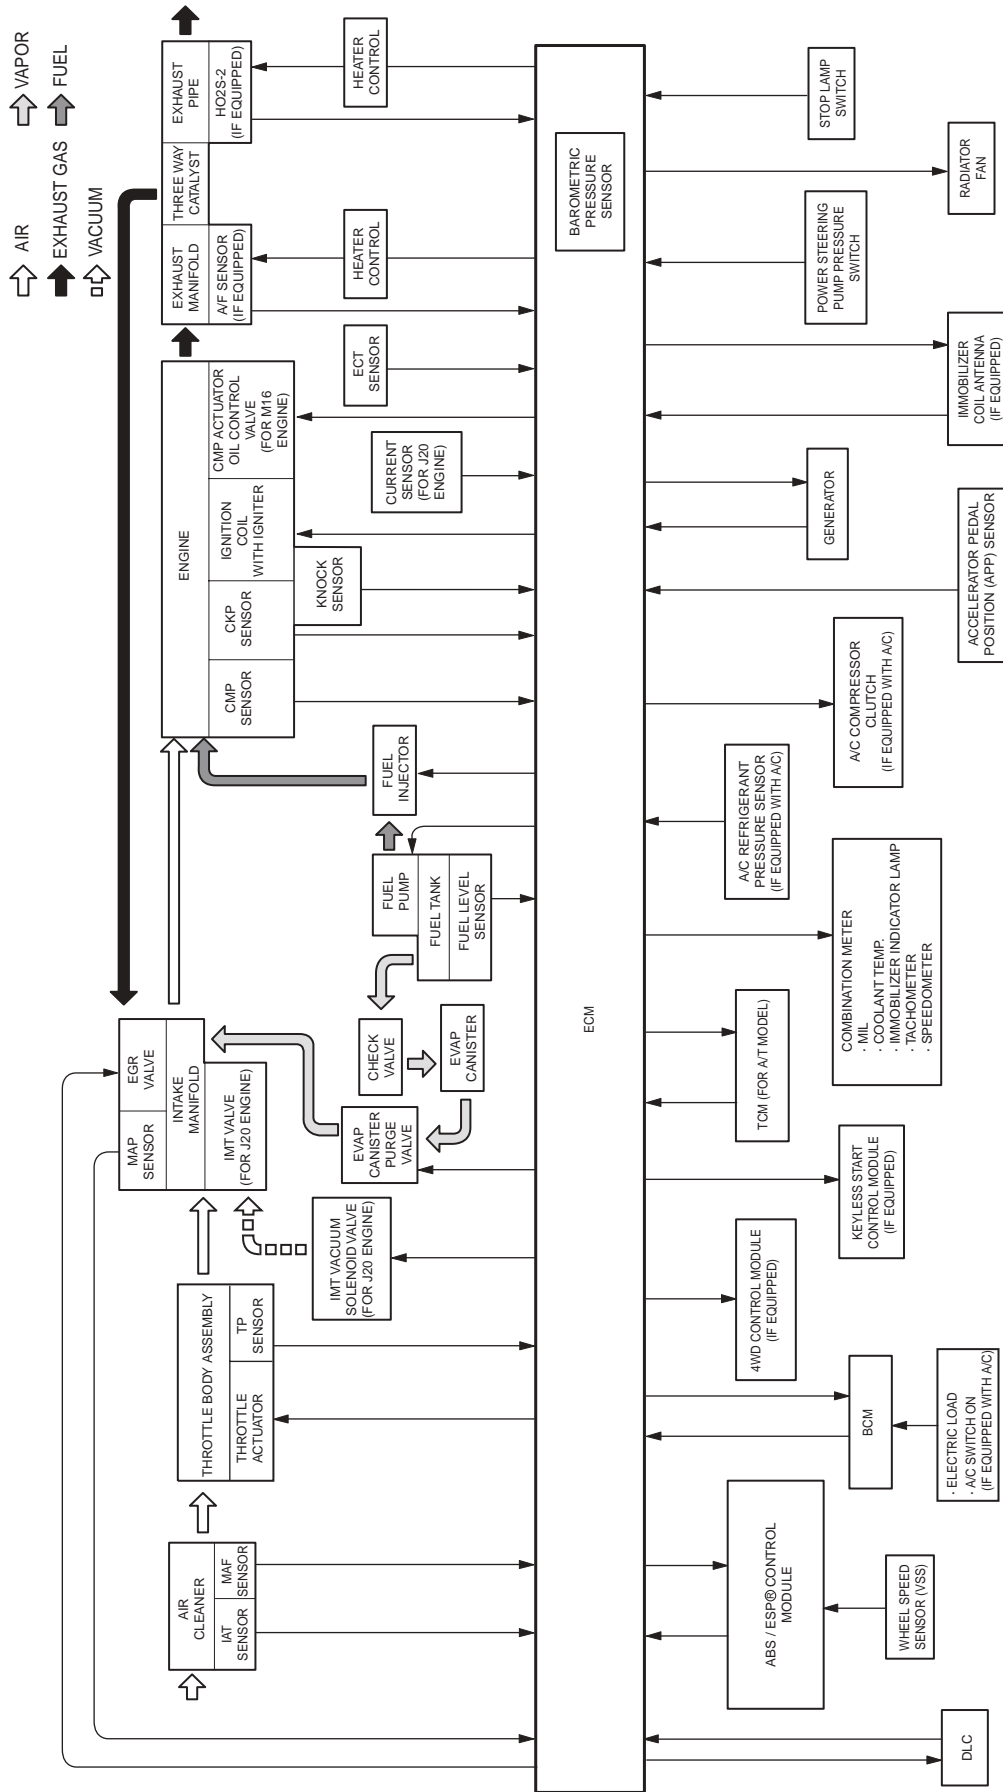 AIR
VAPOR
EXHAUST GAS
FUEL
VACUUM
AIR
CLEANER
IAT
SENSOR
MAF
SENSOR
THROTTLE BODY ASSEMBLY
THROTTLE
ACTUATOR
TP
SENSOR
MAP
SENSOR
EGR
VALVE
INTAKE
MANIFOLD
IMT VALVE
(FOR J20 ENGINE)
IMT VACUUM
SOLENOID VALVE
(FOR J20 ENGINE)
EVAP
CANISTER
PURGE
VALVE
CHECK
VALVE
EVAP
CANISTER
FUEL
PUMP
FUEL TANK
FUEL LEVEL
SENSOR
FUEL
INJECTOR
ENGINE
CMP
SENSOR
CKP
SENSOR
IGNITION
COIL
WITH IGNITER
CMP ACTUATOR
OIL CONTROL
VALVE
(FOR M16
ENGINE)
KNOCK
SENSOR
CURRENT
SENSOR
(FOR J20
ENGINE)
ECT
SENSOR
EXHAUST
MANIFOLD
THREE WAY
CATALYST
EXHAUST
PIPE
A/F SENSOR
(IF EQUIPPED)
HO2S-2
(IF EQUIPPED)
HEATER
CONTROL
HEATER
CONTROL
ECM
BAROMETRIC
PRESSURE
SENSOR
DLC
ABS / ESP® CONTROL
MODULE
WHEEL SPEED
SENSOR (VSS)
BCM
· ELECTRIC LOAD
· A/C SWITCH ON
(IF EQUIPPED WITH A/C)
4WD CONTROL MODULE
(IF EQUIPPED)
KEYLESS START
CONTROL MODULE
(IF EQUIPPED)
TCM (FOR A/T MODEL)
COMBINATION METER
· MIL
· COOLANT TEMP.
· IMMOBILIZER INDICATOR LAMP
· TACHOMETER
· SPEEDOMETER
A/C REFRIGERANT
PRESSURE SENSOR
(IF EQUIPPED WITH A/C)
A/C COMPRESSOR
CLUTCH
(IF EQUIPPED WITH A/C)
ACCELERATOR PEDAL
POSITION (APP) SENSOR
GENERATOR
IMMOBILIZER
COIL ANTENNA
(IF EQUIPPED)
POWER STEERING
PUMP PRESSURE
SWITCH
RADIATOR
FAN
STOP LAMP
SWITCH